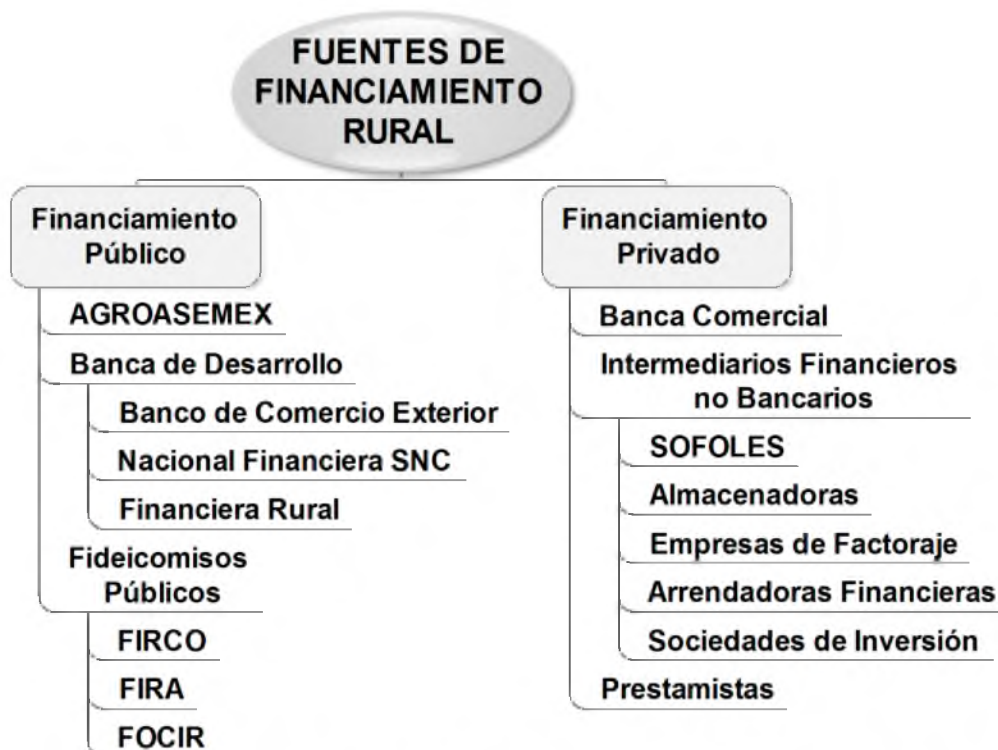 FUENTES DE
FINANCIAMIENTO
RURAL
Financiamiento
Público
AGROASEMEX
Banca de Desarrollo
Banco de Comercio Exterior
Nacional Financiera SNC
Financiera Rural
Fideicomisos
Públicos
FIRCO
FIRA
FOCIR
Financiamiento
Privado
Banca Comercial
Intermediarios Financieros
no Bancarios
SOFOLES
Almacenadoras
Empresas de Factoraje
Arrendadoras Financieras
Sociedades de Inversión
Prestamistas